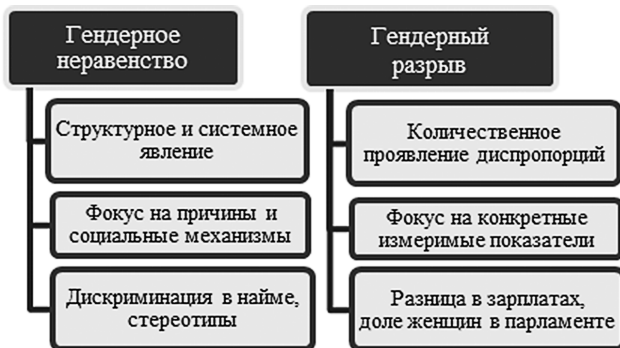 Гендерное
неравенство
Структурное и системное
явление
Фокус на причины и
социальные механизмы
Дискриминация в найме,
стереотипы
Гендерный
разрыв
Количественное
проявление диспропорций
Фокус на конкретные
измеримые показатели
Разница в зарплатах,
доле женщин в парламенте